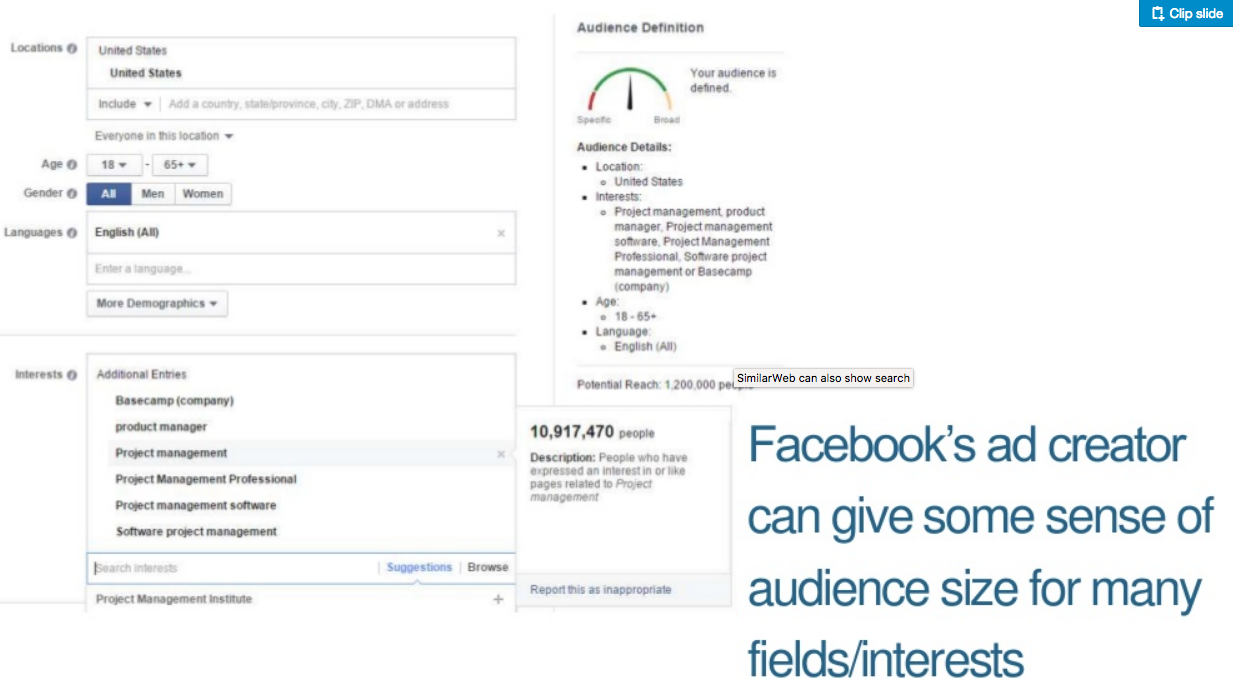 Clip slide
Locations
United States
United States
Include
Add a country, state/province, city, ZIP, DMA or address
Everyone in this location
Age
18
-
65+
Gender
All
Men
Women
Languages
English (All)
Enter a language...
More Demographics
Interests
Additional Entries
Basecamp (company)
product manager
Project management
Project Management Professional
Project management software
Software project management
Search interests
Suggestions
Browse
Project Management Institute
Audience Definition
Your audience is
defined.
Specific
Broad
Audience Details:
Location:
United States
Interests:
Project management, product
manager, Project management
software, Project Management
Professional, Software project
management or Basecamp
(company)
Age:
18 - 65+
Language:
English (All)
Potential Reach: 1,200,000 people
SimilarWeb can also show search
10,917,470 people
Description: People who have
expressed an interest in or like
pages related to Project
management
Report this as inappropriate
Facebook's ad creator
can give some sense of
audience size for many
fields/interests